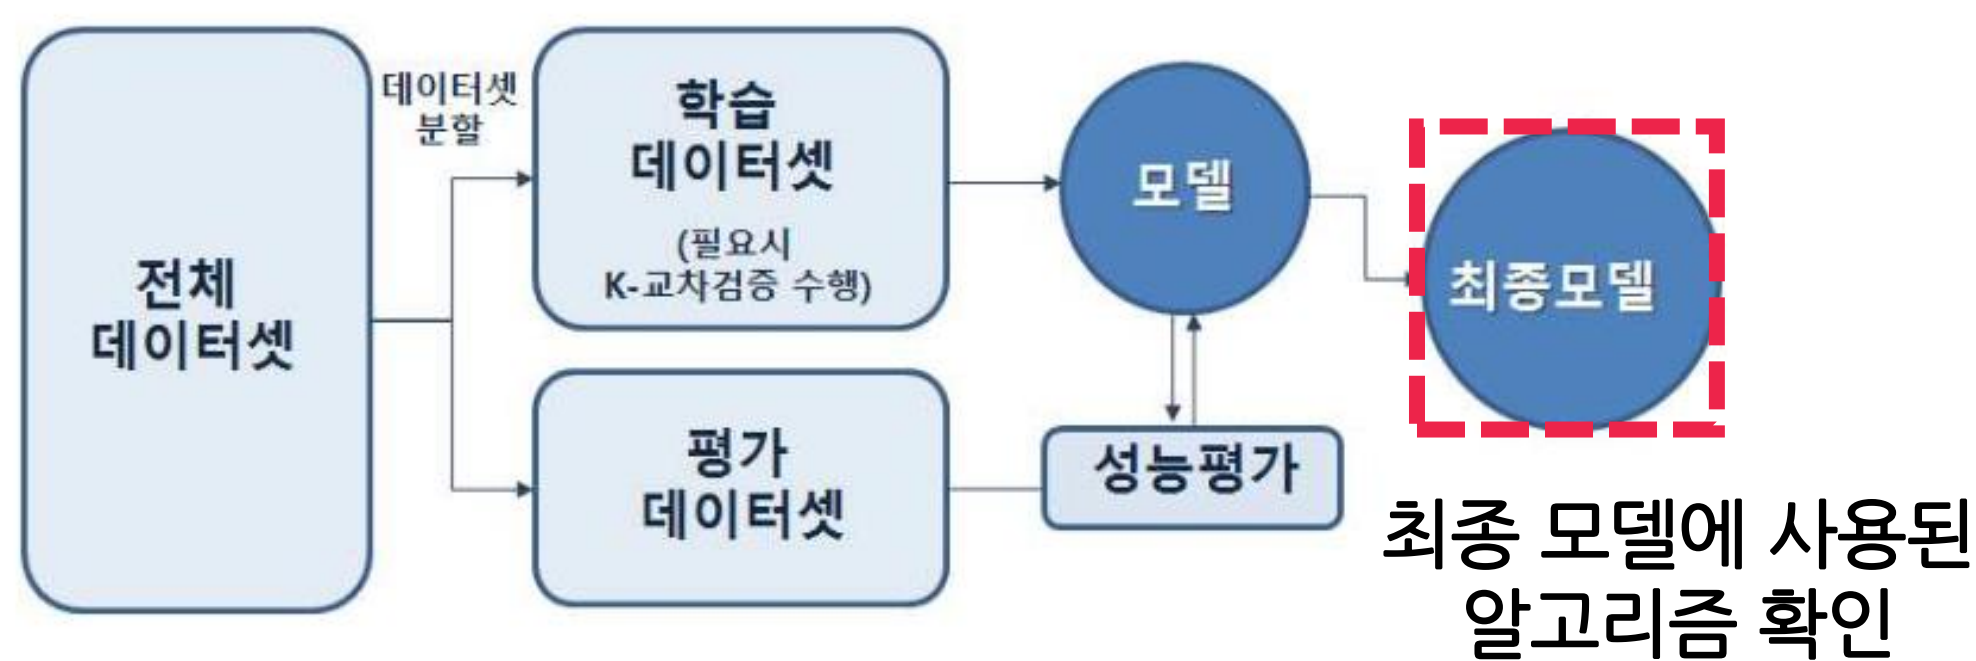 전체
데이터셋
데이터셋
분할
학습
데이터셋
(필요시
K-교차검증 수행)
평가
데이터셋
모델
성능평가
최종모델
최종 모델에 사용된
알고리즘 확인